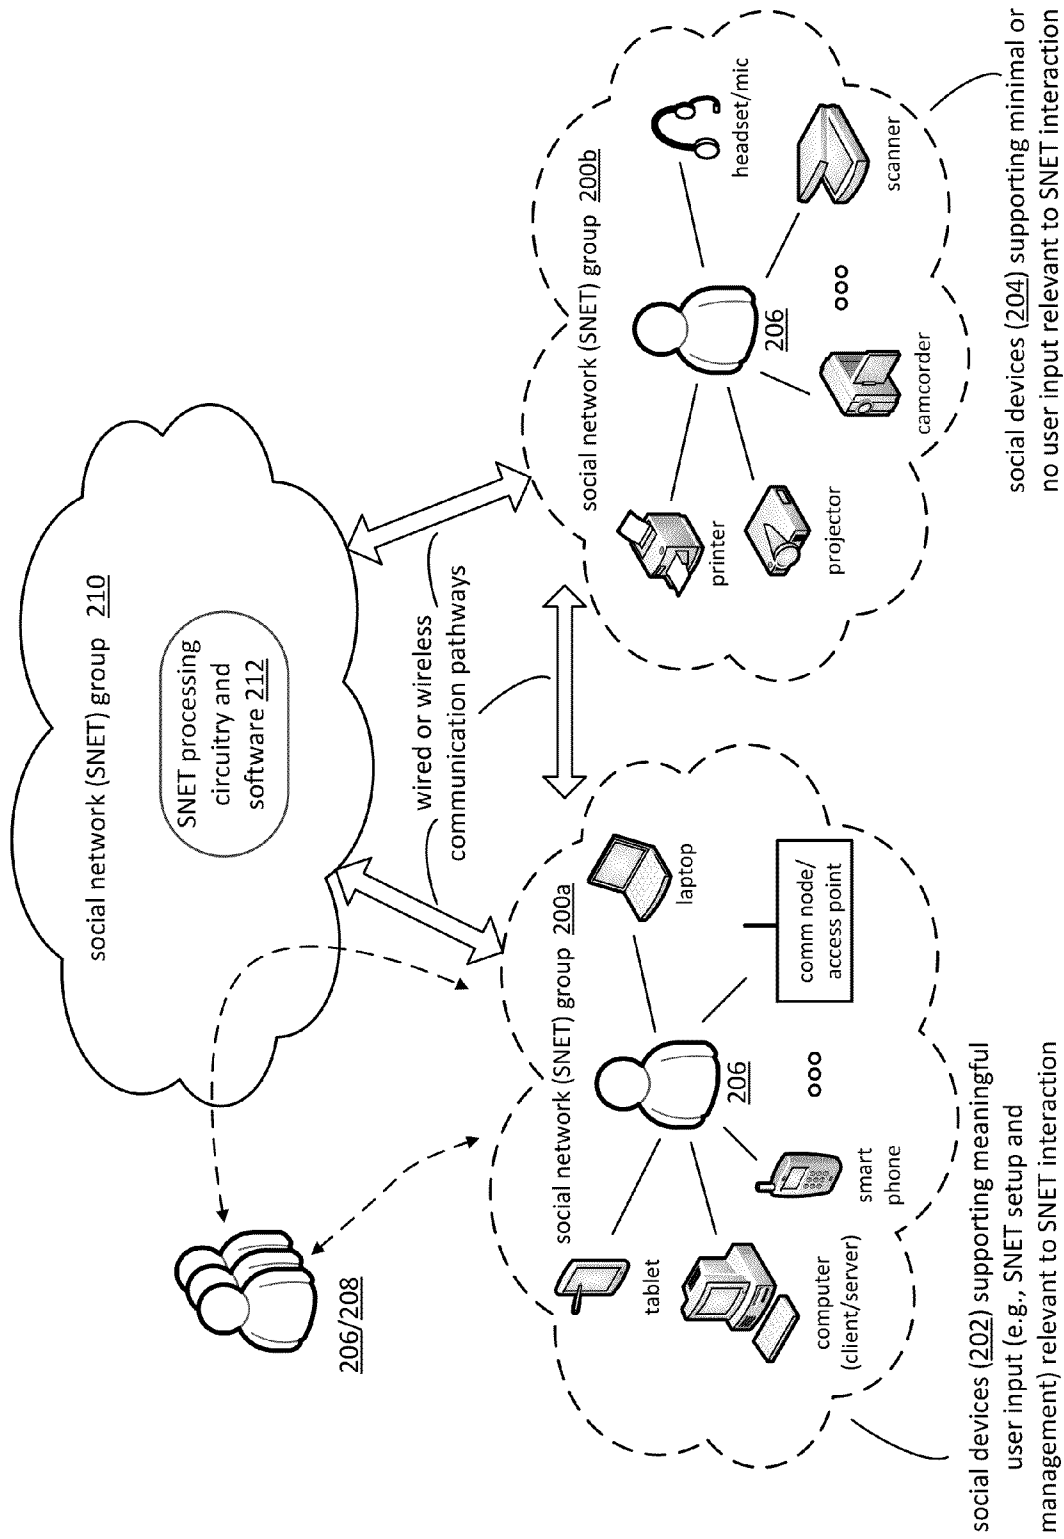 social network (SNET) group 210
SNET processing
circuitry and
software 212
206/208
wired or wireless
communication pathways
social network (SNET) group 200a
tablet
computer
(client/server)
smart
phone
206
laptop
comm node/
access point
social devices (202) supporting meaningful
user input (e.g., SNET setup and
management) relevant to SNET interaction
social network (SNET) group 200b
printer
projector
camcorder
206
headset/mic
scanner
social devices (204) supporting minimal or
no user input relevant to SNET interaction